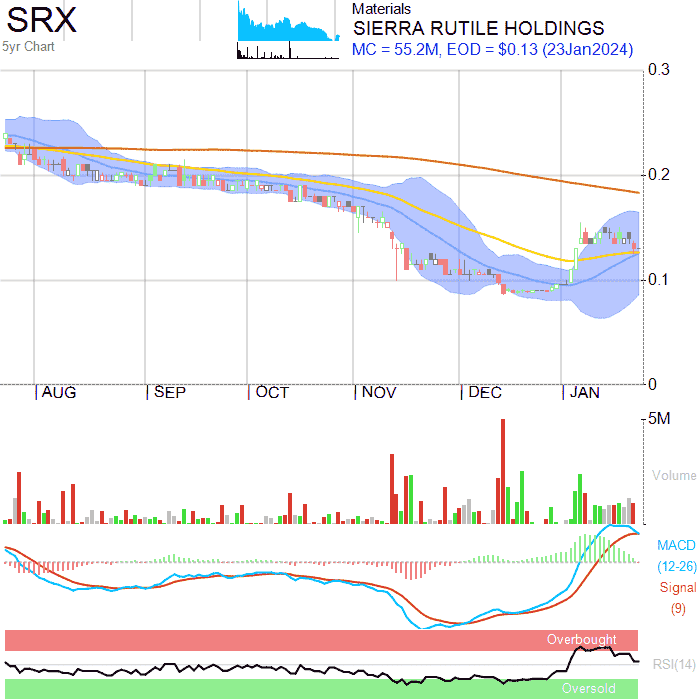 SRX
5yr Chart
Materials
SIERRA RUTILE HOLDINGS
MC = 55.2M, EOD = $0.13 (23Jan2024)
0.3
0.2
0.1
0
AUG SEP OCT NOV DEC JAN
5M
Volume
MACD
(12-26)
Signal
(9)
Overbought
RSI(14)
Oversold